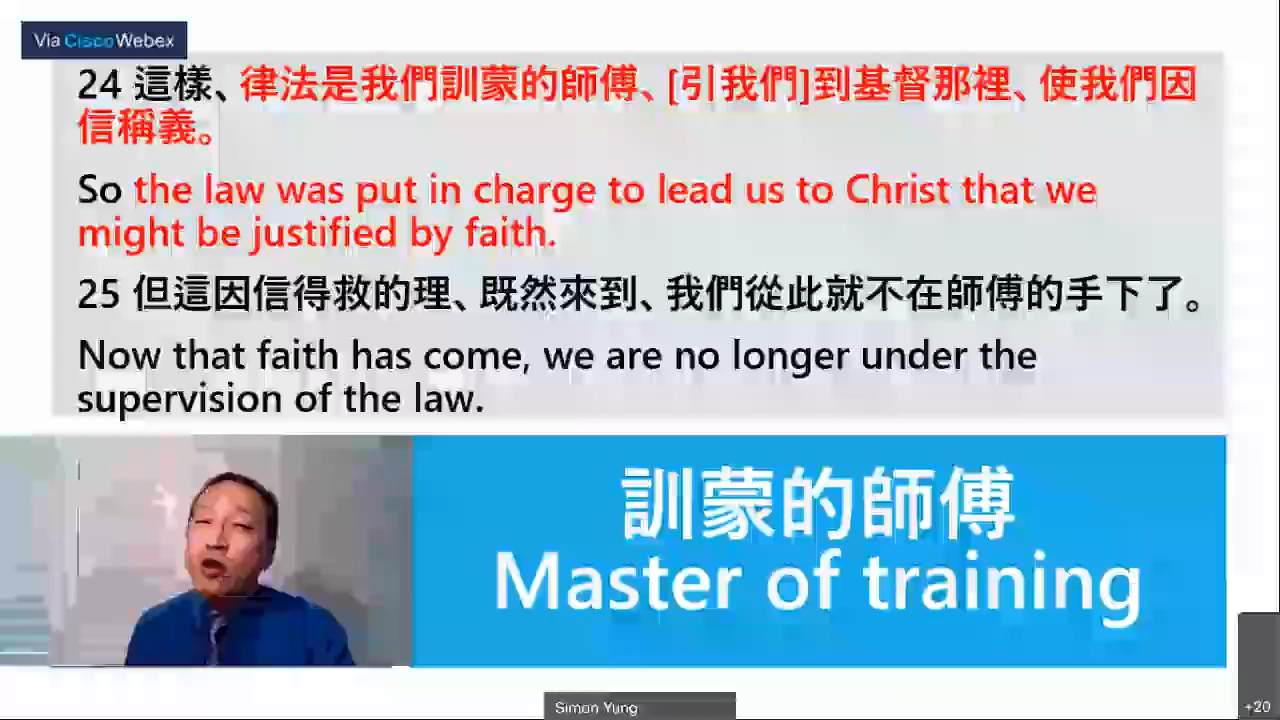 Via Cisco Webex
24 這樣、律法是我們訓蒙的師傅、[引我們]到基督那裡、使我們因
信稱義。
So the law was put in charge to lead us to Christ that we
might be justified by faith.
25 但這因信得救的理、既然來到、我們從此就不在師傅的手下了。
Now that faith has come, we are no longer under the
supervision of the law.
訓蒙的師傅
Master of training
Simon Yung
+20